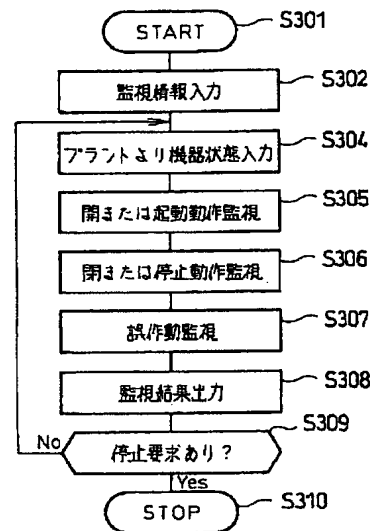 START
S301
監視情報入力
S302
プラントより機器状態入力
S304
開または起動動作監視
S305
閉または停止動作監視
S306
誤作動監視
S307
監視結果出力
S308
停止要求あり?
S309
No
Yes
STOP
S310